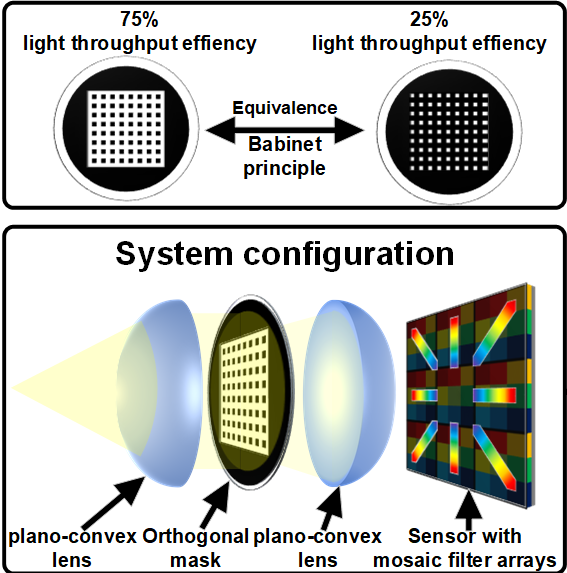 75%
light throughput effiency
25%
light throughput effiency
Equivalence
Babinet
principle
System configuration
plano-convex
lens
Orthogonal
mask
plano-convex
lens
Sensor with
mosaic filter arrays